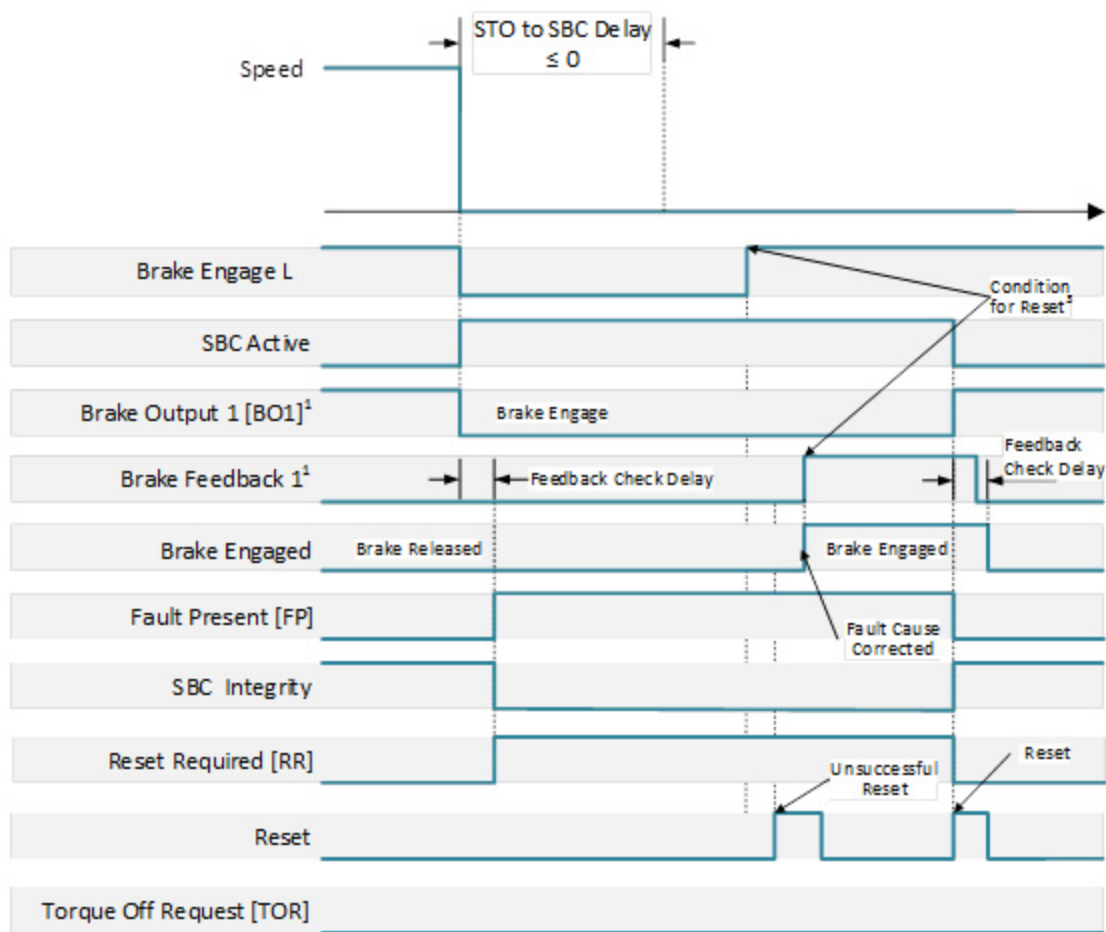 STO to SBC Delay
≤ 0
Speed
Brake Engage L
Condition
for Reset³
SBC Active
Brake Output 1 [BO1]¹
Brake Engage
Feedback
Check Delay
Brake Feedback 1¹
Feedback Check Delay
Brake Engaged
Brake Released
Brake Engaged
Fault Present [FP]
Fault Cause
Corrected
SBC Integrity
Reset Required [RR]
Reset
Unsuccessful
Reset
Reset
Torque Off Request [TOR]